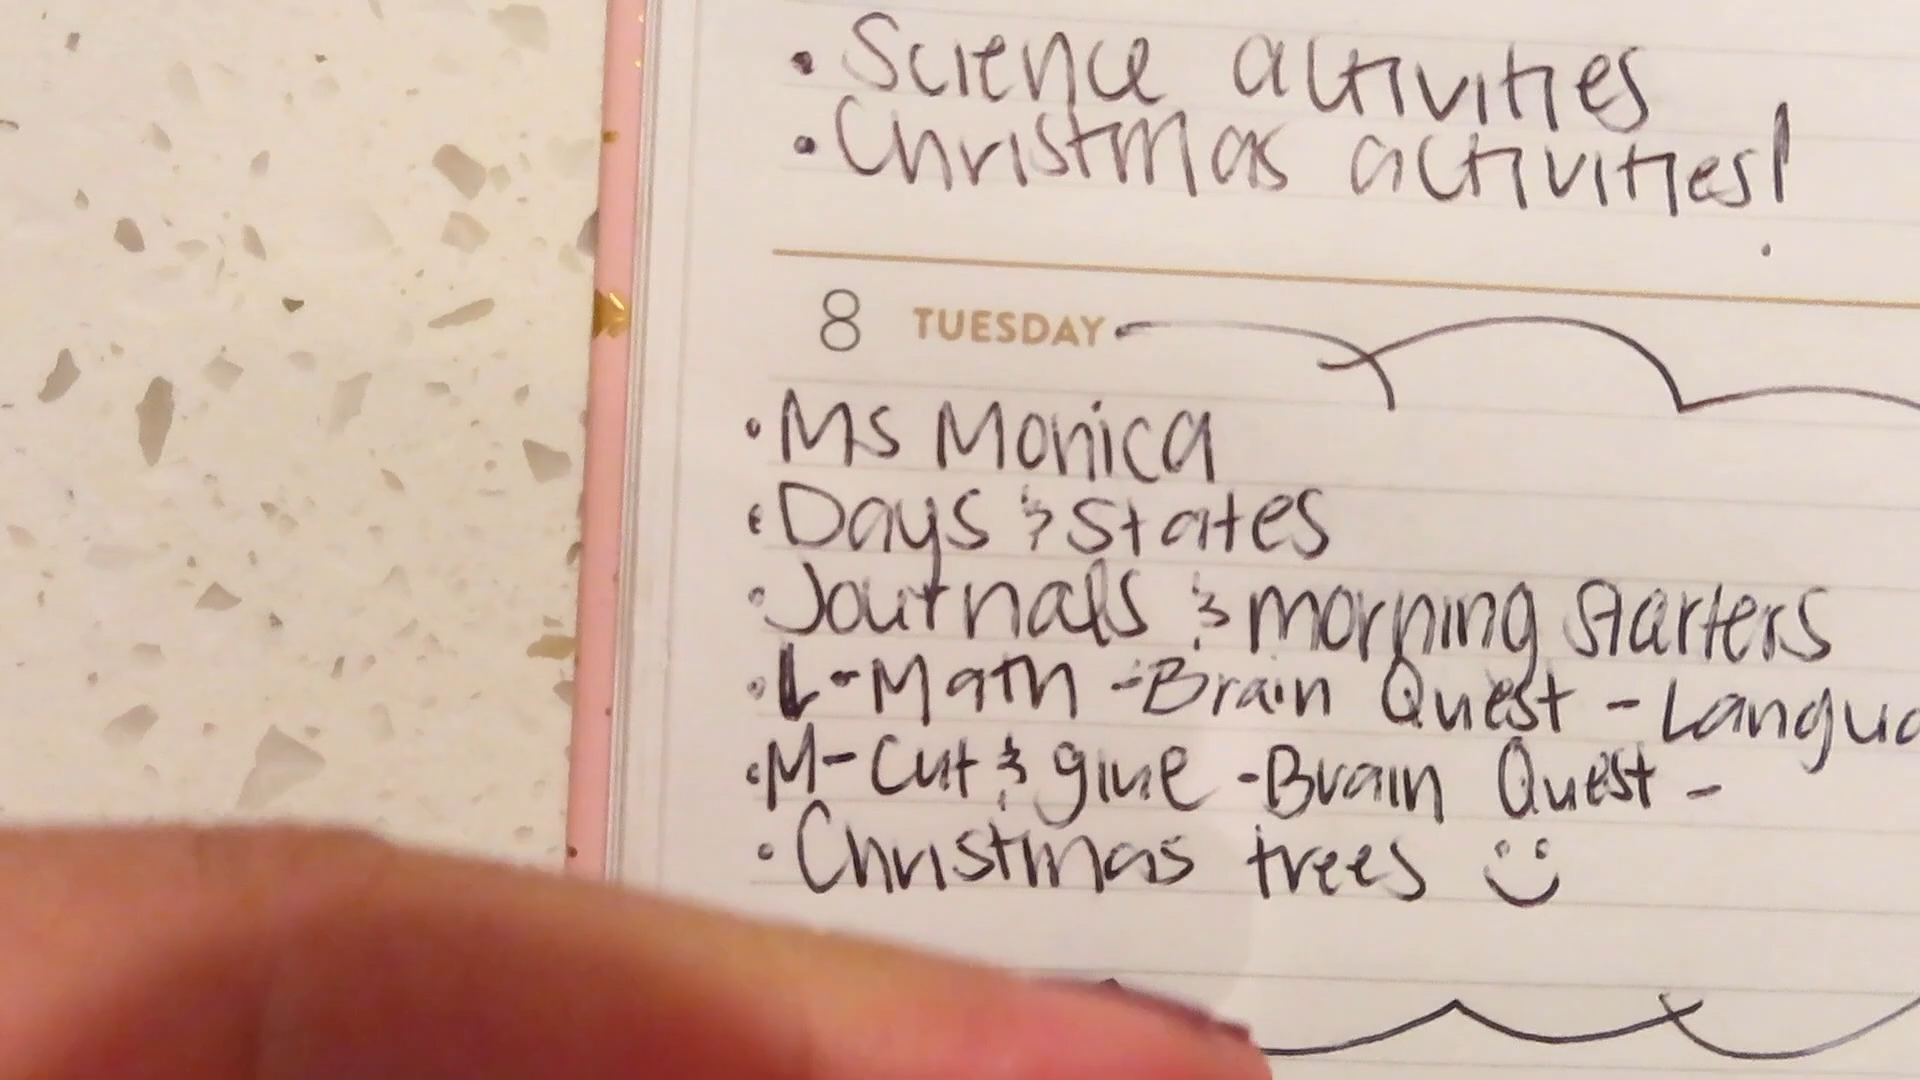 • Science activities
• Christmas activities!
8 TUESDAY
• Ms Monica
• Days & States
• Journals & morning starters
• L-Math -Brain Quest -Langua
• M-Cut & glue -Brain Quest -
• Christmas trees